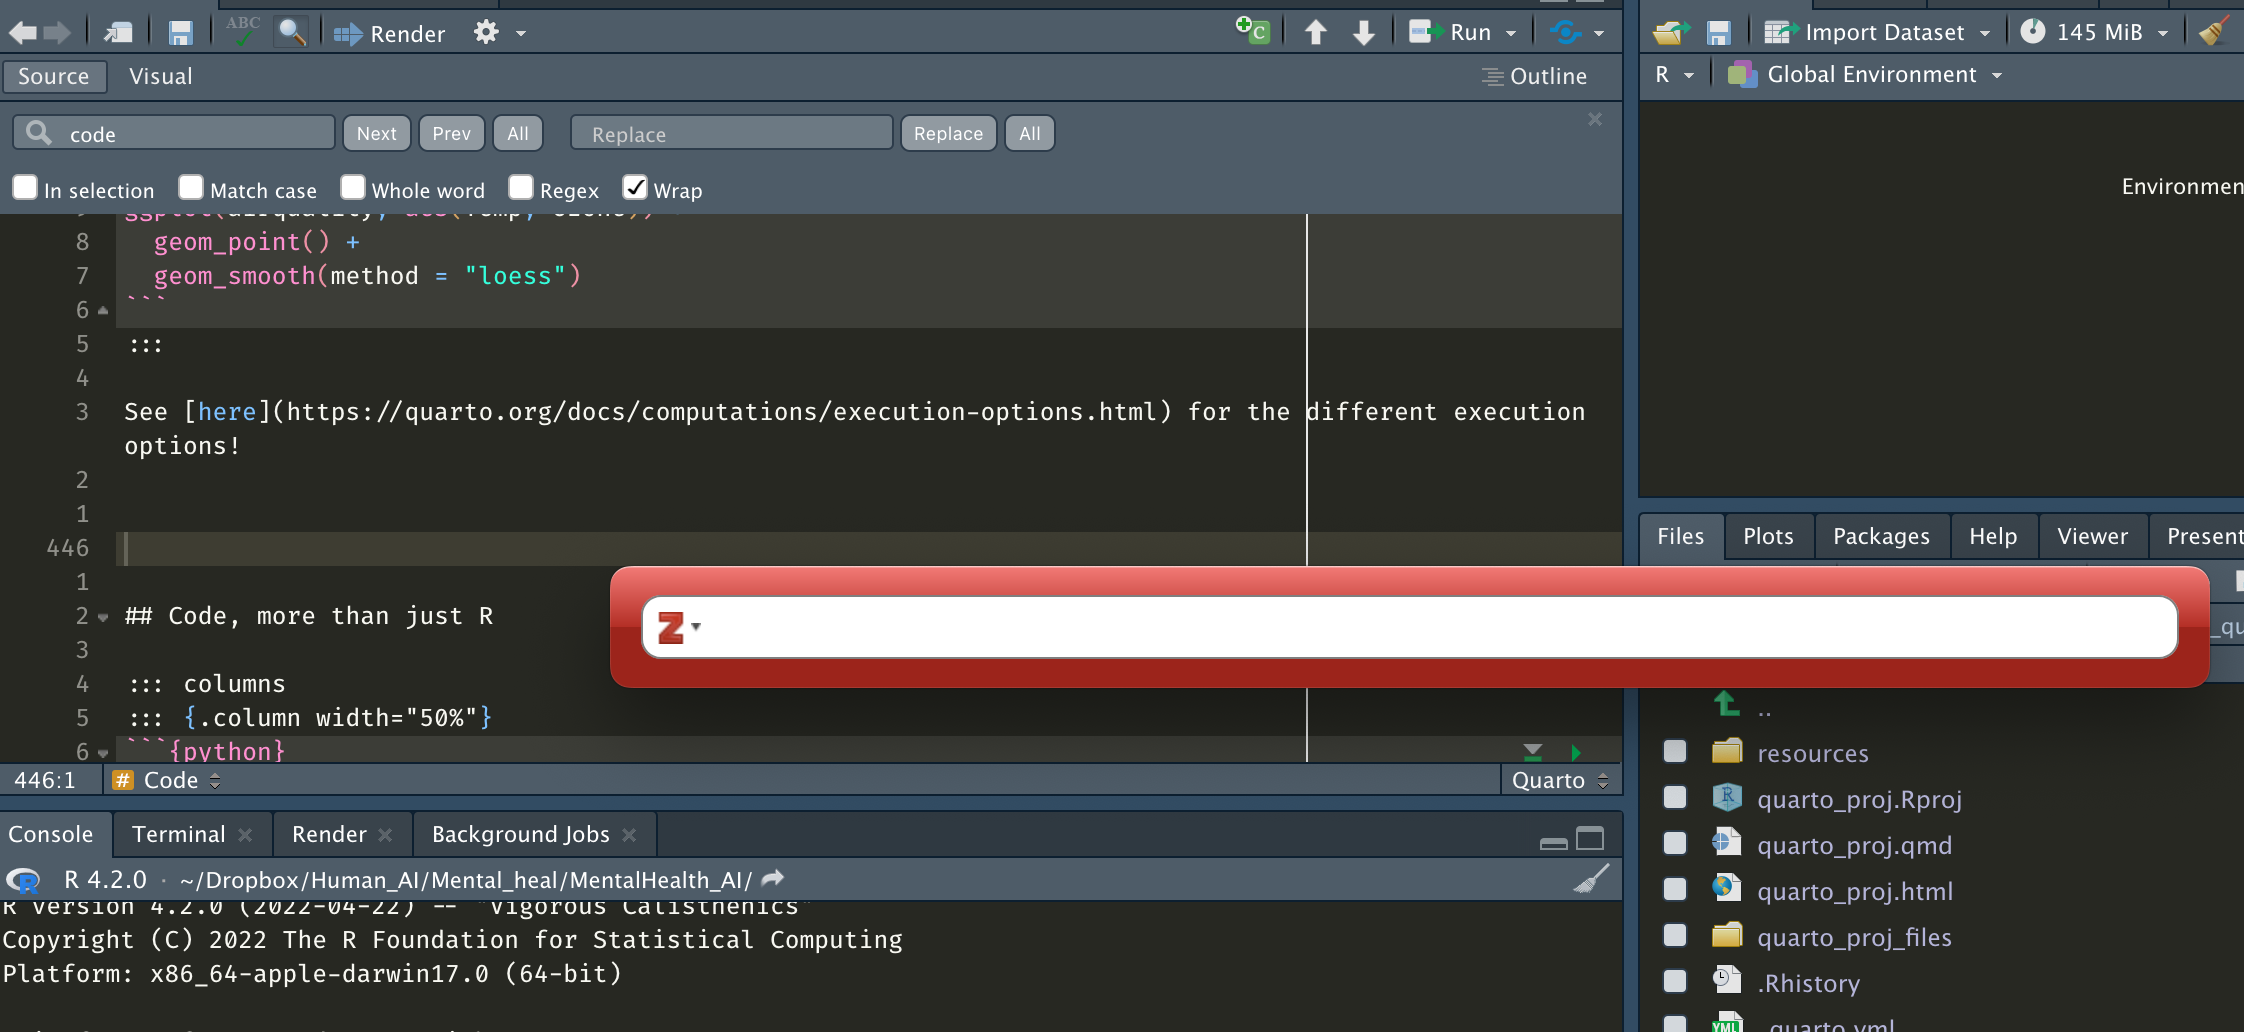 ABC
Render
C
Run
Source
Visual
Outline
code
Next
Prev
All
Replace
Replace
All
In selection
Match case
Whole word
Regex
Wrap
8 geom_point() +
7 geom_smooth(method = "loess")
6 ```
5 :::
4
3 See [here](https://quarto.org/docs/computations/execution-options.html) for the different execution
options!
2
1
446
1
2 ## Code, more than just R
3
4 ::: columns
5 ::: {.column width="50%"}
6 ```{python}
446:1
# Code
Quarto
Console
Terminal
Render
Background Jobs
R 4.2.0 · ~/Dropbox/Human_AI/Mental_heal/MentalHealth_AI/
R version 4.2.0 (2022-04-22) -- "Vigorous Calisthenics"
Copyright (C) 2022 The R Foundation for Statistical Computing
Platform: x86_64-apple-darwin17.0 (64-bit)
Import Dataset
145 MiB
R
Global Environment
Environmen
Files
Plots
Packages
Help
Viewer
Present
Z
_qu
..
resources
quarto_proj.Rproj
quarto_proj.qmd
quarto_proj.html
quarto_proj_files
.Rhistory
YML _quarto.yml